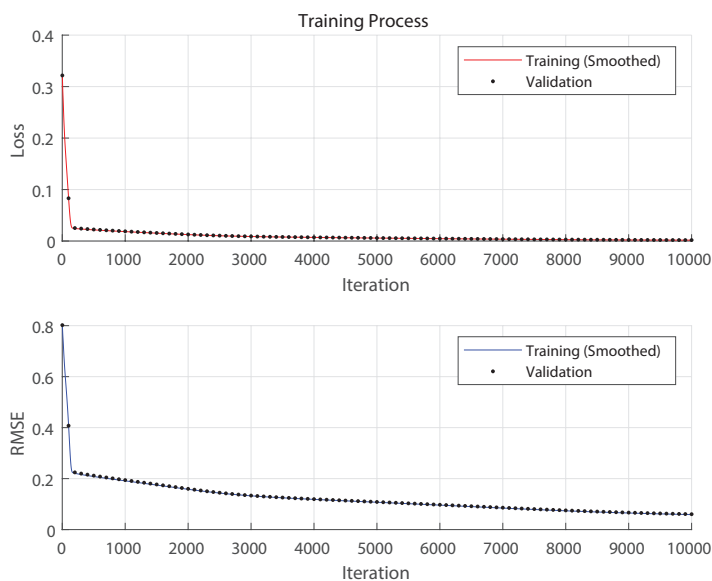 Training Process
0.4
0.3
0.2
0.1
0
Loss
Training (Smoothed)
Validation
0 1000 2000 3000 4000 5000 6000 7000 8000 9000 10000
Iteration
0.8
0.6
0.4
0.2
0
RMSE
Training (Smoothed)
Validation
0 1000 2000 3000 4000 5000 6000 7000 8000 9000 10000
Iteration